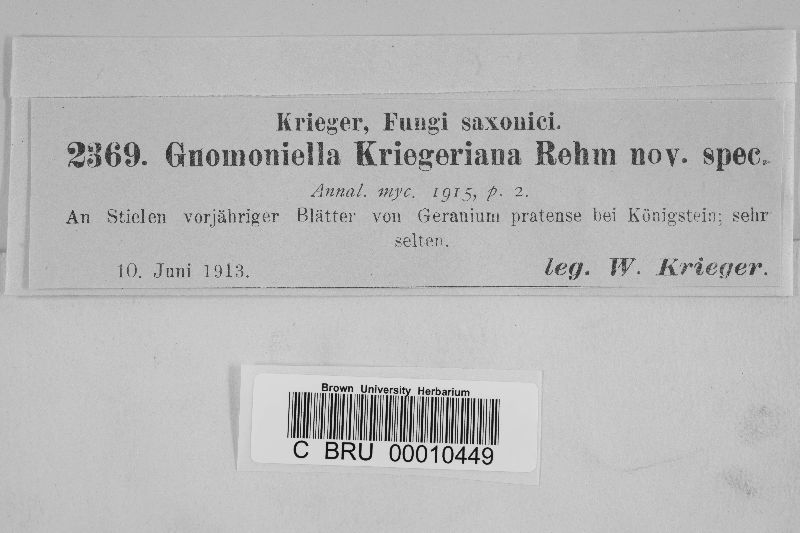 Krieger, Fungi saxonici.
2369. Gnomoniella Kriegeriana Rehm nov. spec.
Annal. myc. 1915, p. 2.
An Stielen vorjähriger Blätter von Geranium pratense bei Königstein; sehr
selten.
10. Juni 1913.
leg. W. Krieger.
Brown University Herbarium
C BRU 00010449